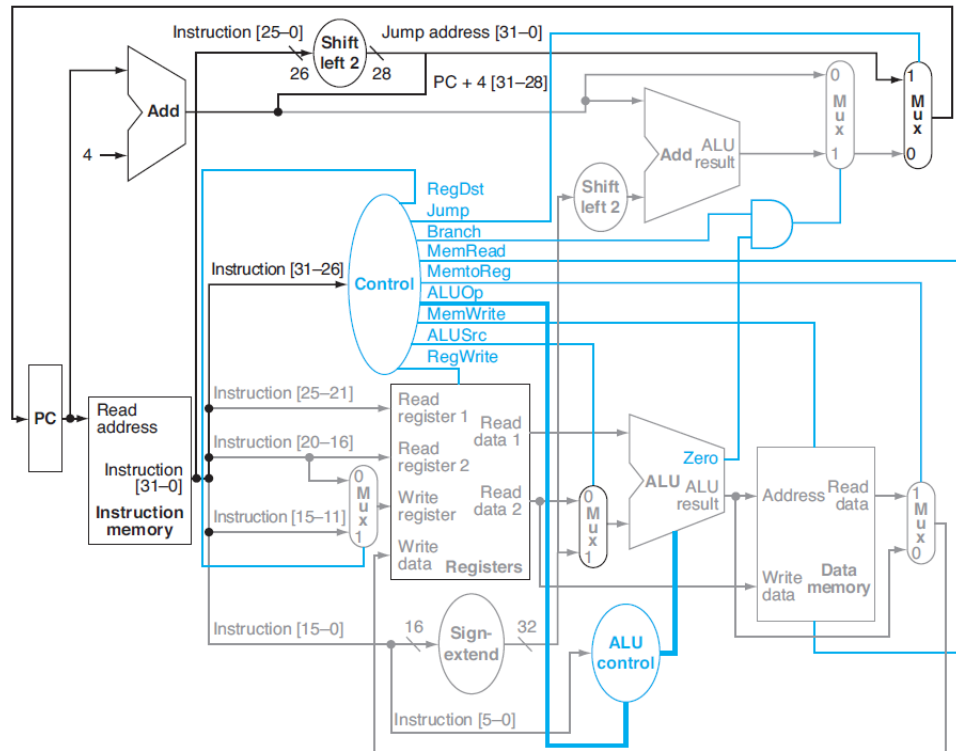 Instruction [25–0]
Shift
left 2
Jump address [31–0]
26
28
PC + 4 [31–28]
Add
4
0
M
u
x
1
1
M
u
x
0
Add
ALU
result
Shift
left 2
RegDst
Jump
Branch
MemRead
MemtoReg
ALUOp
MemWrite
ALUSrc
RegWrite
Instruction [31–26]
Control
PC
Read
address
Instruction
[31–0]
Instruction
memory
Instruction [25–21]
Instruction [20–16]
Instruction [15–11]
0
M
u
x
1
Read
register 1
Read
register 2
Write
register
Write
data
Read
data 1
Read
data 2
Registers
0
M
u
x
1
Zero
ALU
ALU
result
Address
Read
data
Write
data
Data
memory
1
M
u
x
0
Instruction [15–0]
16
Sign-
extend
32
ALU
control
Instruction [5–0]